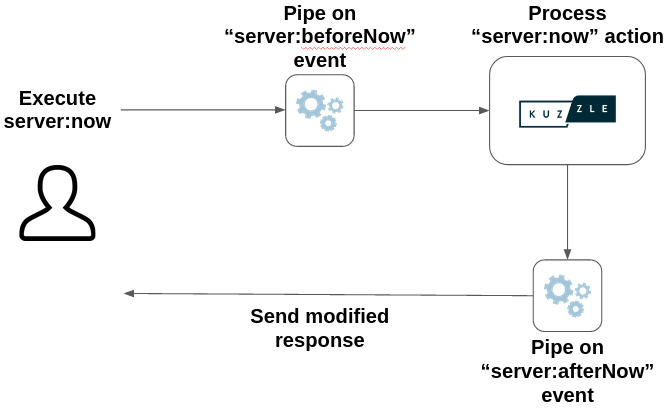 Pipe on
“server:beforeNow”
event
Process
“server:now” action
Execute
server:now
KUZZLE
Send modified
response
Pipe on
“server:afterNow”
event